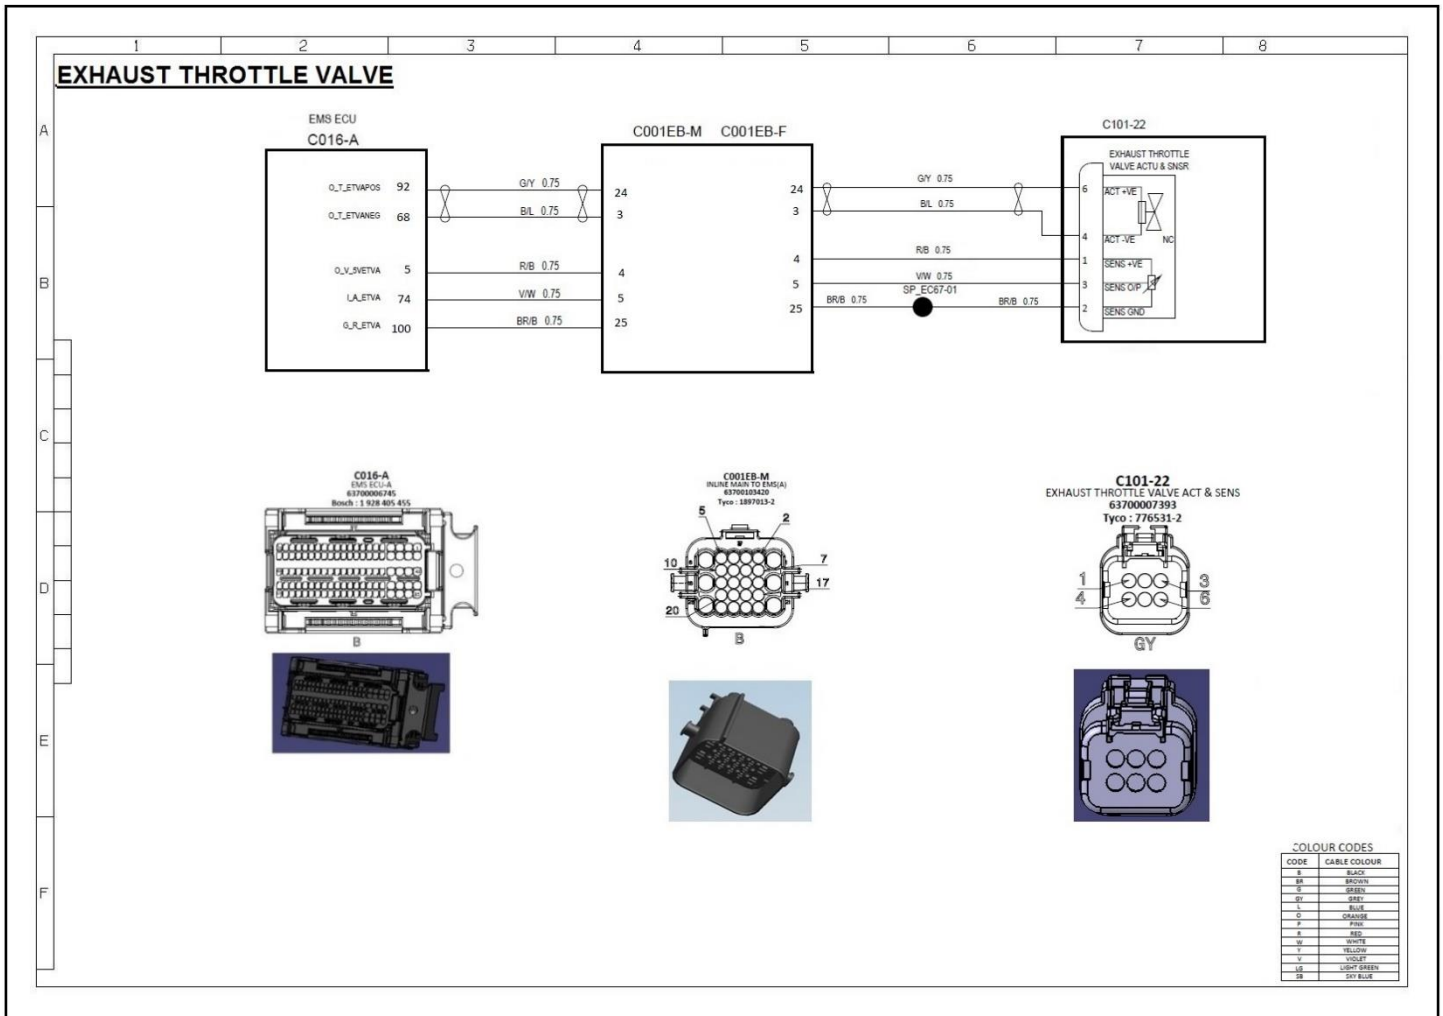 1 2 3 4 5 6 7 8
EXHAUST THROTTLE VALVE
A
B
C
D
E
F
EMS ECU
C016-A
O_T_ETVAPOS 92
O_T_ETVANEG 68
O_V_5VETVA 5
I_A_ETVA 74
G_R_ETVA 100
G/Y 0.75
B/L 0.75
R/B 0.75
V/W 0.75
BR/B 0.75
C001EB-M C001EB-F
24 24
3 3
4 4
5 5
25 25
G/Y 0.75
B/L 0.75
R/B 0.75
V/W 0.75
SP_EC67-01
BR/B 0.75 BR/B 0.75
C101-22
EXHAUST THROTTLE
VALVE ACTU & SNSR
6 ACT +VE
4 ACT -VE NC
1 SENS +VE
3 SENS O/P
2 SENS GND
C016-A
EMS ECU-A
63700006745
Bosch : 1 928 405 455
B
C001EB-M
INLINE MAIN TO EMS(A)
63700103420
Tyco : 1897013-2
5 2
10 7
17
20
B
C101-22
EXHAUST THROTTLE VALVE ACT & SENS
63700007393
Tyco : 776531-2
1 3
4 6
GY
COLOUR CODES
CODE CABLE COLOUR
B BLACK
BR BROWN
G GREEN
GY GREY
L BLUE
O ORANGE
P PINK
R RED
W WHITE
Y YELLOW
V VIOLET
LG LIGHT GREEN
SB SKY BLUE